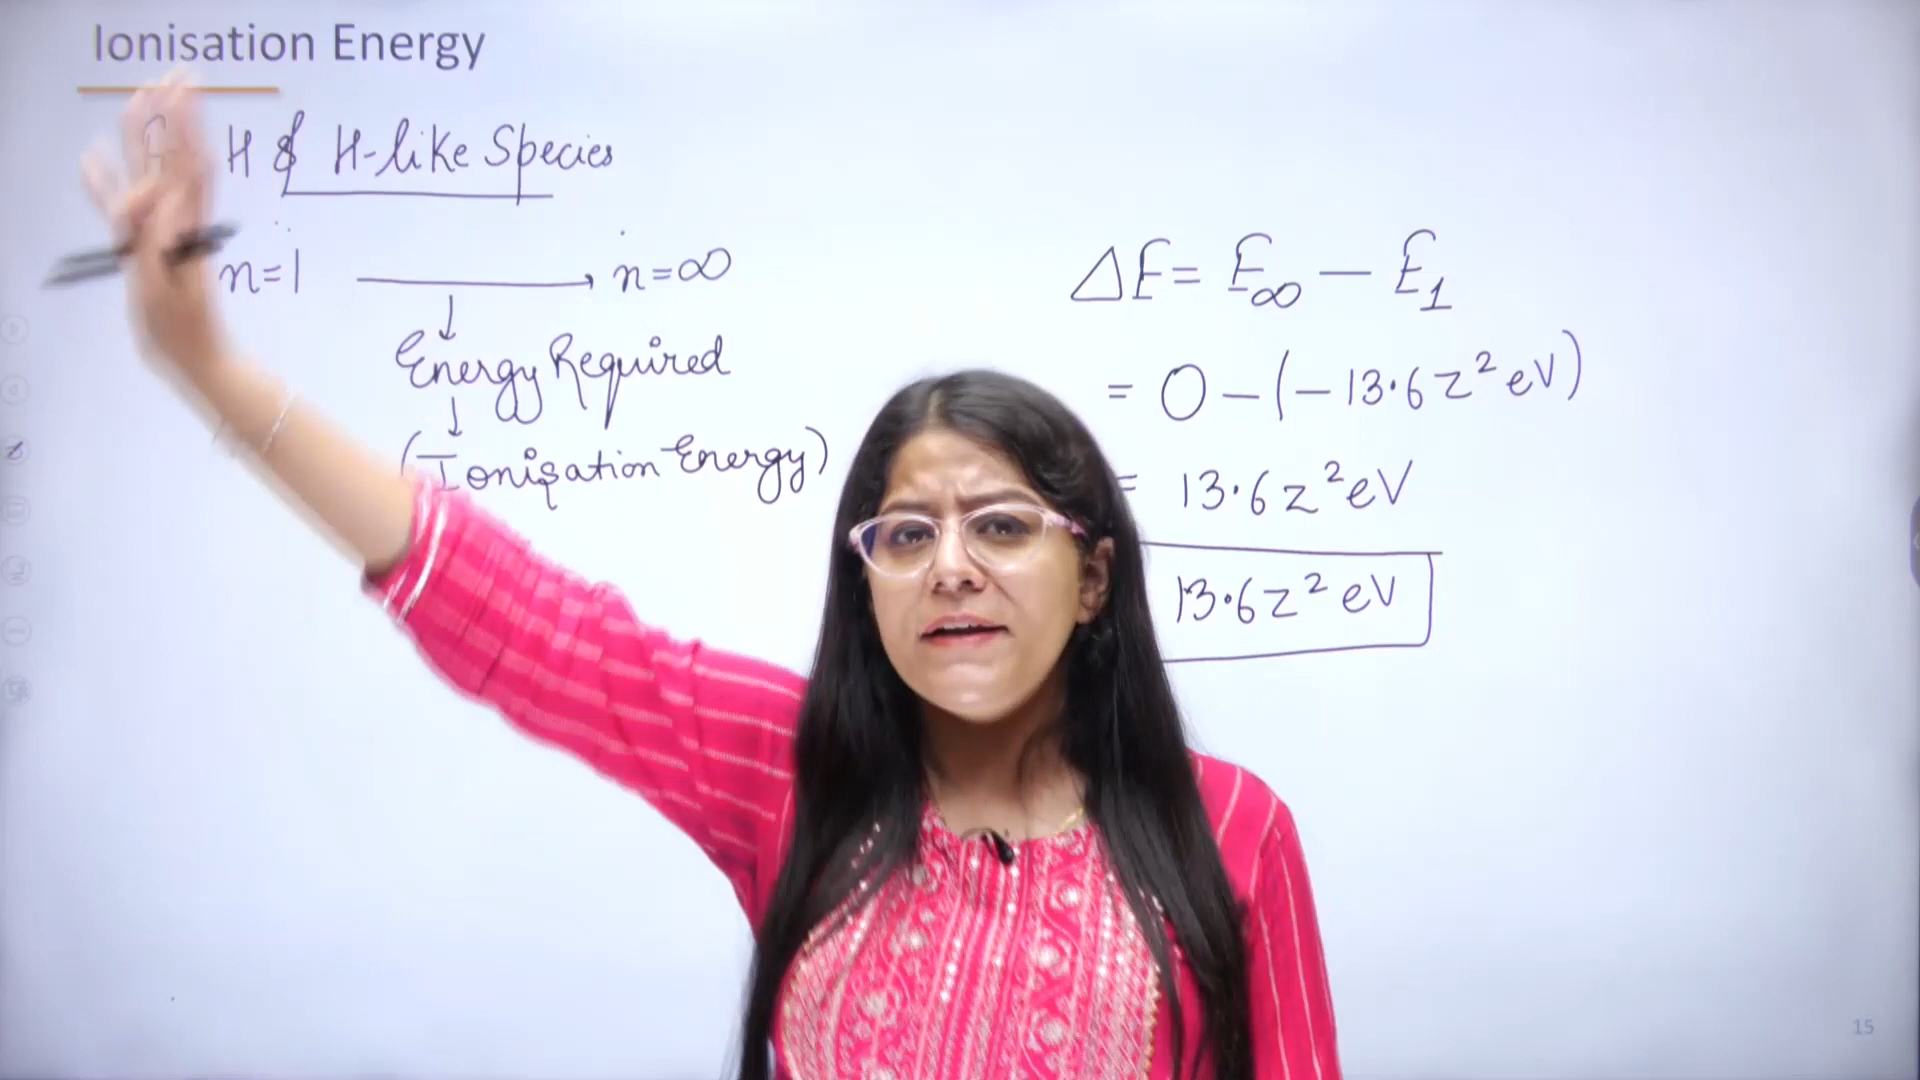 Ionisation Energy
H & H-like Species
n=1 → n=∞
↓
Energy Required
↓
(Ionisation Energy)
ΔE = E∞ − E1
= 0 − (− 13.6 z² eV)
= 13.6 z² eV
13.6 z² eV
15